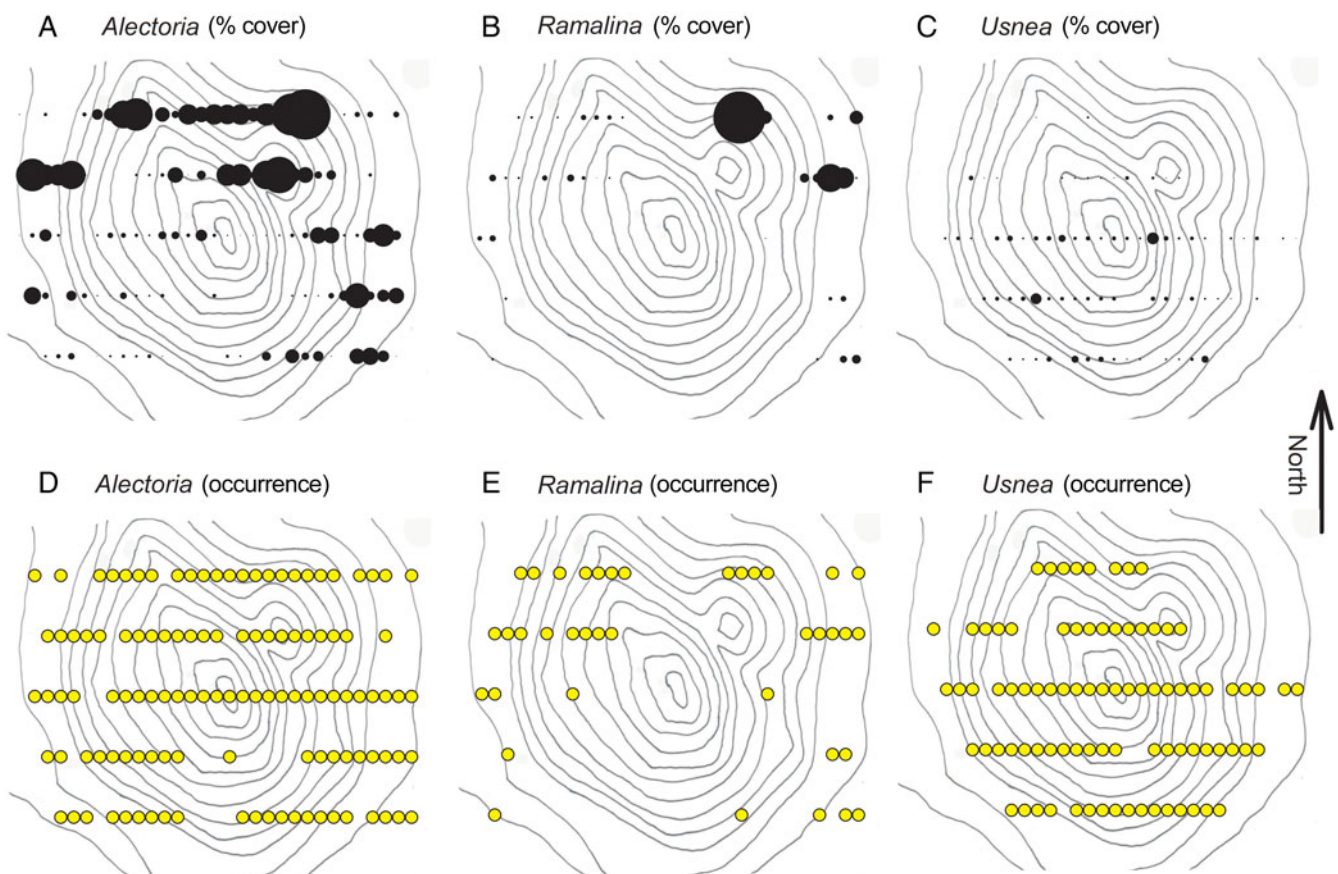 A Alectoria (% cover)
B Ramalina (% cover)
C Usnea (% cover)
North
D Alectoria (occurrence)
E Ramalina (occurrence)
F Usnea (occurrence)